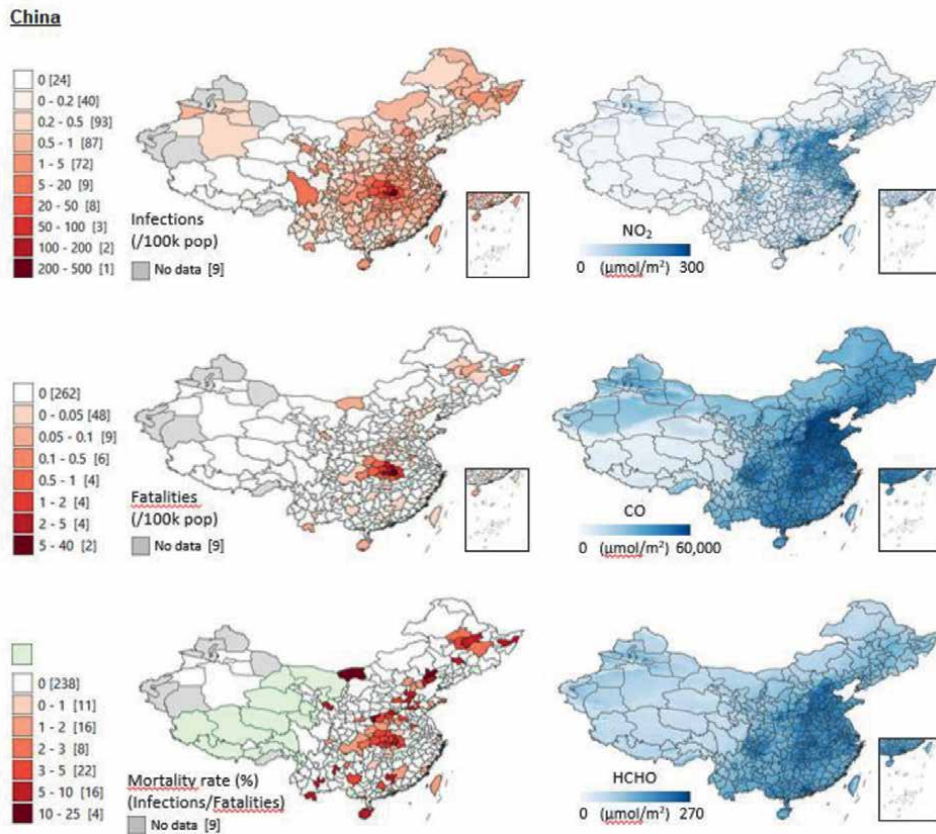 China
0 [24]
0 - 0.2 [40]
0.2 - 0.5 [93]
0.5 - 1 [87]
1 - 5 [72]
5 - 20 [9]
20 - 50 [8]
50 - 100 [3]
100 - 200 [2]
200 - 500 [1]
Infections
(/100k pop)
No data [9]
NO₂
0 (μmol/m²) 300
0 [262]
0 - 0.05 [48]
0.05 - 0.1 [9]
0.1 - 0.5 [6]
0.5 - 1 [4]
1 - 2 [4]
2 - 5 [4]
5 - 40 [2]
Fatalities
(/100k pop)
No data [9]
CO
0 (μmol/m²) 60,000
0 [238]
0 - 1 [11]
1 - 2 [16]
2 - 3 [8]
3 - 5 [22]
5 - 10 [16]
10 - 25 [4]
Mortality rate (%)
(Infections/Fatalities)
No data [9]
HCHO
0 (μmol/m²) 270